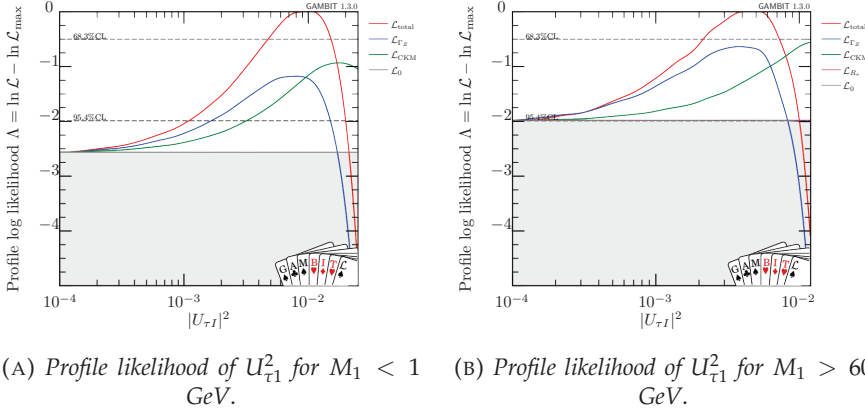 GAMBIT 1.3.0
Profile log likelihood Λ = ln ℒ − ln ℒmax
0
−1
−2
−3
−4
68.3%CL
95.4%CL
ℒtotal
ℒΓZ
ℒCKM
ℒ0
G A M B I T ℒ
10⁻⁴
10⁻³
10⁻²
|UτI|²
(A) Profile likelihood of U²τ1 for M1 < 1
GeV.
GAMBIT 1.3.0
Profile log likelihood Λ = ln ℒ − ln ℒmax
0
−1
−2
−3
−4
68.3%CL
95.4%CL
ℒtotal
ℒΓZ
ℒCKM
ℒRτ
ℒ0
G A M B I T ℒ
10⁻⁴
10⁻³
10⁻²
|UτI|²
(B) Profile likelihood of U²τ1 for M1 > 60
GeV.